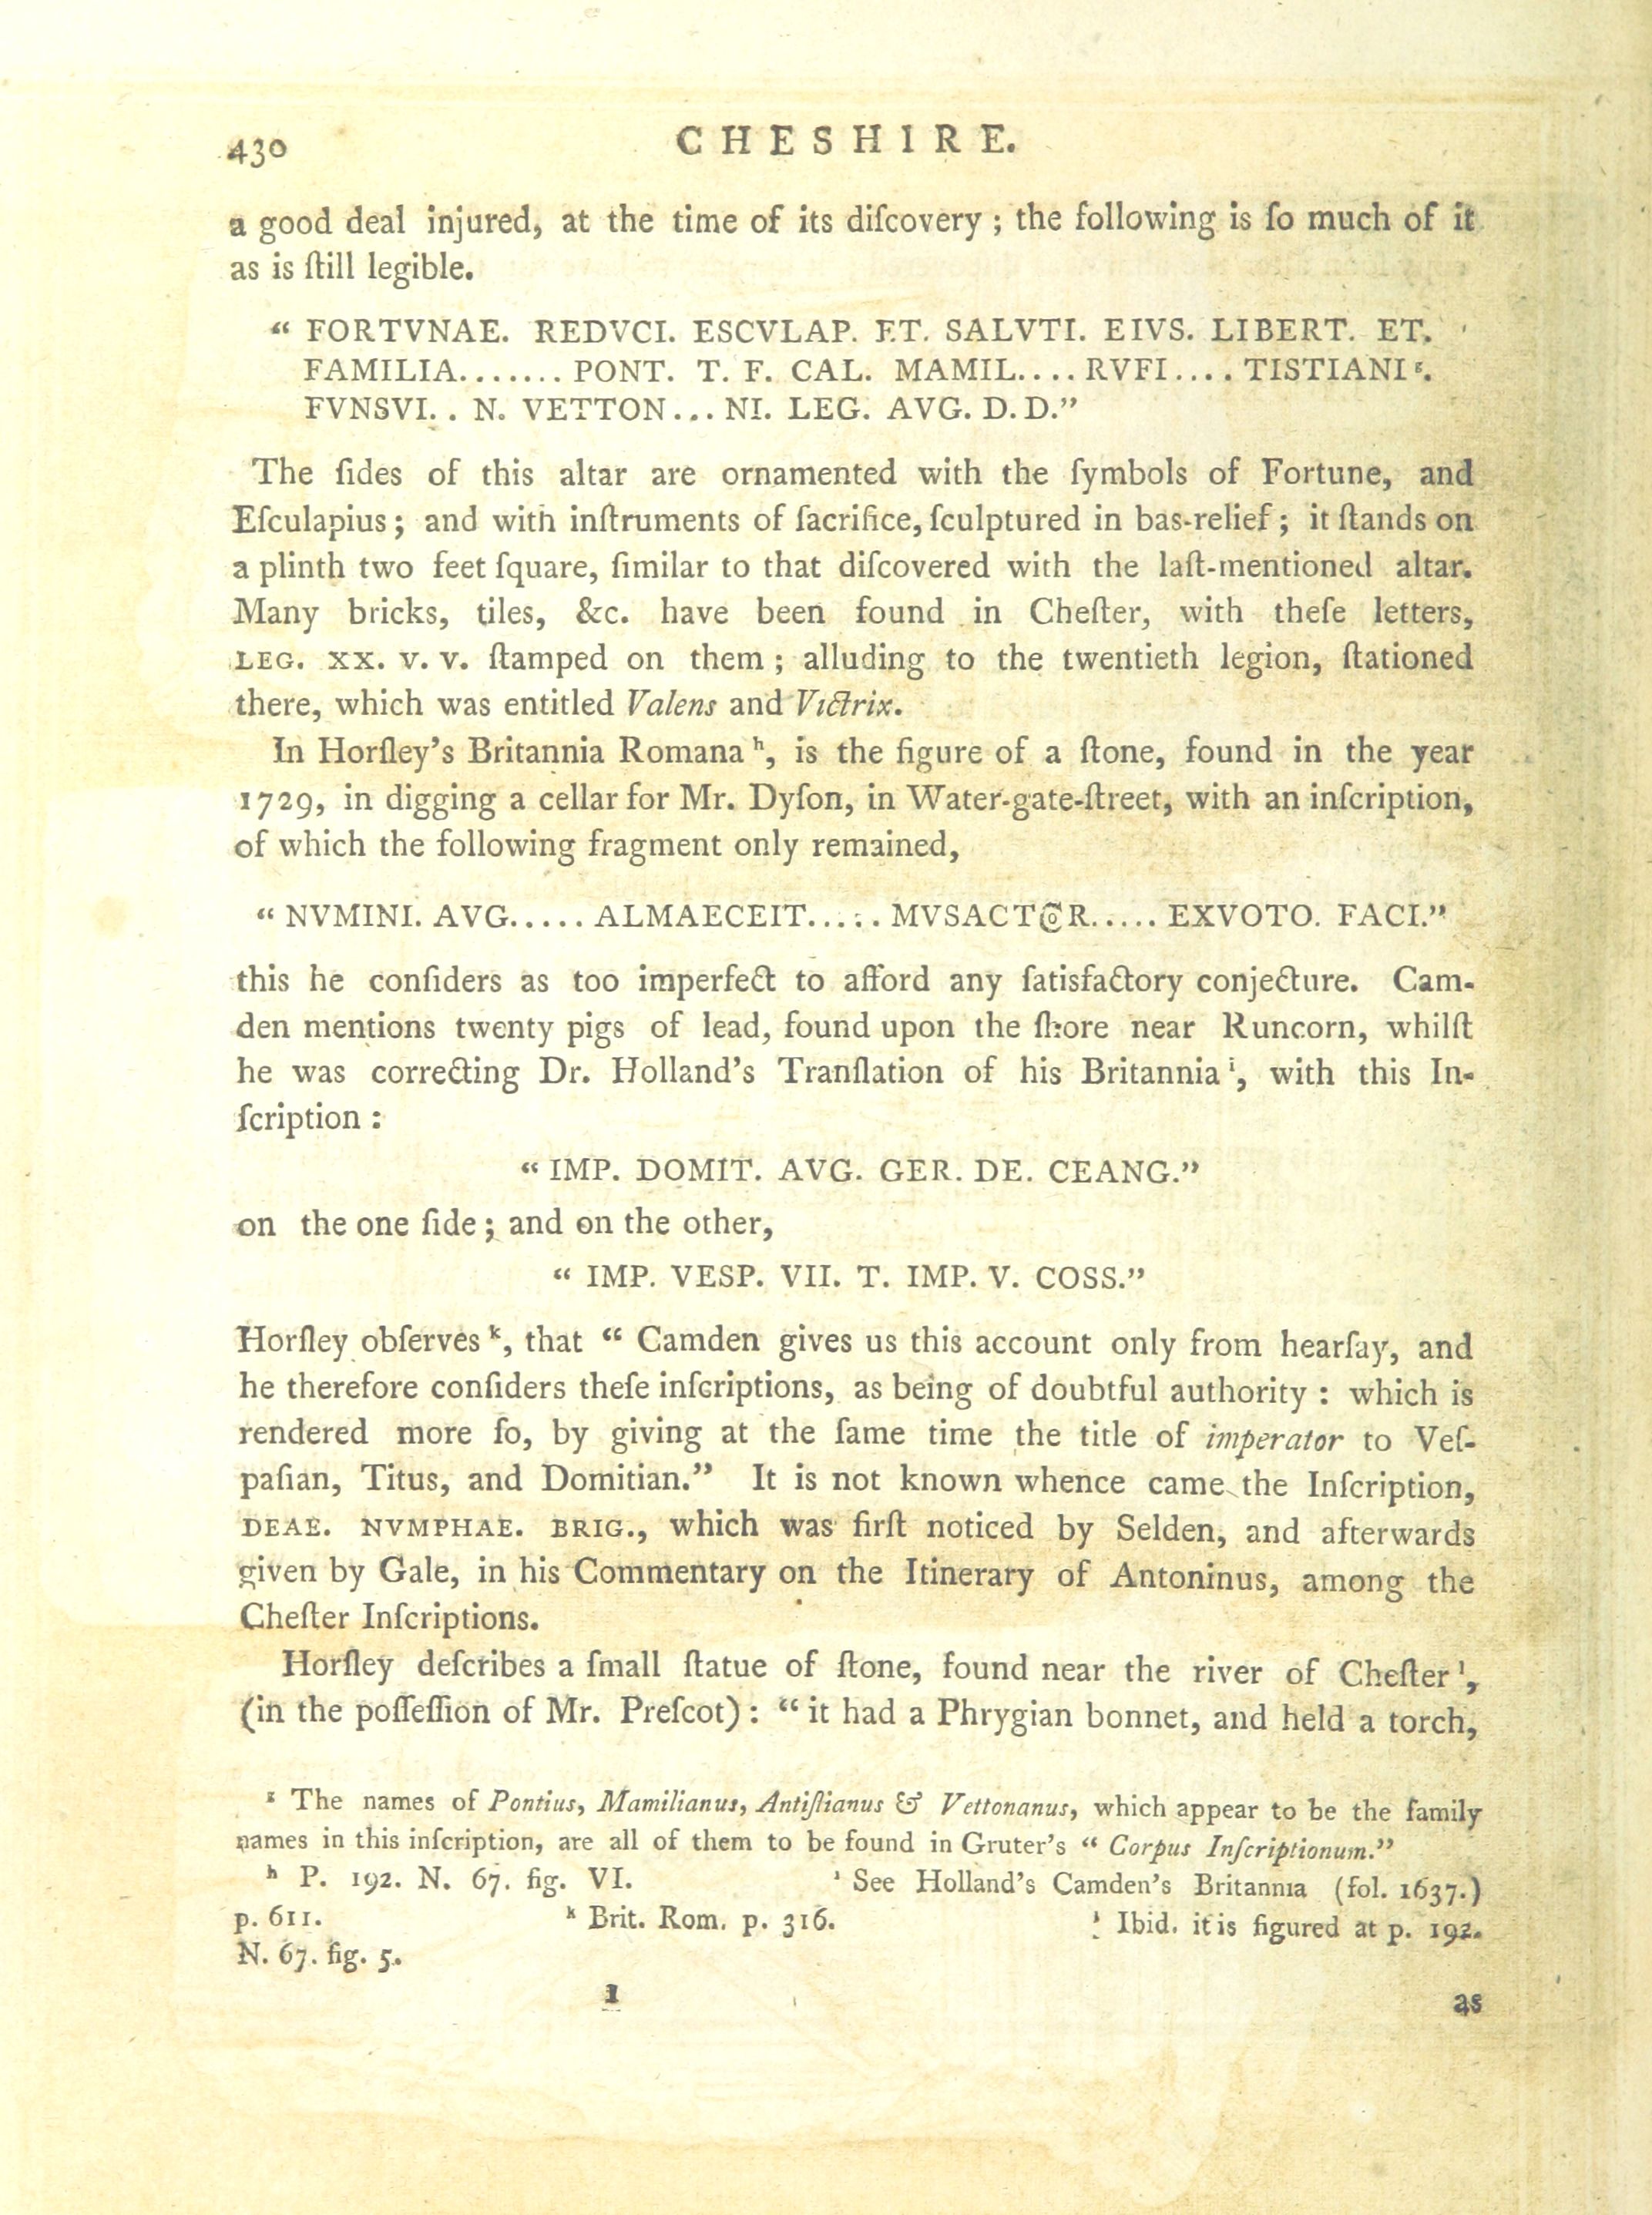 430 CHESHIRE.
a good deal injured, at the time of its diſcovery ; the following is ſo much of it
as is ſtill legible.
“ FORTVNAE. REDVCI. ESCVLAP. ET. SALVTI. EIVS. LIBERT. ET.
FAMILIA....... PONT. T. F. CAL. MAMIL.... RVFI.... TISTIANI g.
FVNSVI. . N. VETTON... NI. LEG. AVG. D. D.”
The ſides of this altar are ornamented with the ſymbols of Fortune, and
Eſculapius ; and with inſtruments of ſacrifice, ſculptured in bas-relief ; it ſtands on
a plinth two feet ſquare, ſimilar to that diſcovered with the laſt-mentioned altar.
Many bricks, tiles, &c. have been found in Cheſter, with theſe letters,
LEG. XX. V. V. ſtamped on them ; alluding to the twentieth legion, ſtationed
there, which was entitled Valens and Victrix.
In Horſley’s Britannia Romana h, is the figure of a ſtone, found in the year
1729, in digging a cellar for Mr. Dyſon, in Water-gate-ſtreet, with an inſcription,
of which the following fragment only remained,
“ NVMINI. AVG..... ALMAECEIT..... MVSACT@R..... EXVOTO. FACI.”
this he conſiders as too imperfect to afford any ſatisfactory conjecture. Cam-
den mentions twenty pigs of lead, found upon the ſhore near Runcorn, whilſt
he was correcting Dr. Holland’s Tranſlation of his Britannia i, with this In-
ſcription :
“ IMP. DOMIT. AVG. GER. DE. CEANG.”
on the one ſide ; and on the other,
“ IMP. VESP. VII. T. IMP. V. COSS.”
Horſley obſerves k, that “ Camden gives us this account only from hearſay, and
he therefore conſiders theſe inſcriptions, as being of doubtful authority : which is
rendered more ſo, by giving at the ſame time the title of imperator to Veſ-
paſian, Titus, and Domitian.” It is not known whence came the Inſcription,
DEAE. NVMPHAE. BRIG., which was firſt noticed by Selden, and afterwards
given by Gale, in his Commentary on the Itinerary of Antoninus, among the
Cheſter Inſcriptions.
Horſley deſcribes a ſmall ſtatue of ſtone, found near the river of Cheſter l,
(in the poſſeſſion of Mr. Preſcot) : “ it had a Phrygian bonnet, and held a torch,
g The names of Pontius, Mamilianus, Antiſtianus & Vettonanus, which appear to be the family
names in this inſcription, are all of them to be found in Gruter’s “ Corpus Inſcriptionum.”
h P. 192. N. 67. fig. VI. i See Holland’s Camden’s Britannia (fol. 1637.)
p. 611. k Brit. Rom. p. 316. l Ibid. it is figured at p. 192.
N. 67. fig. 5.
1 as